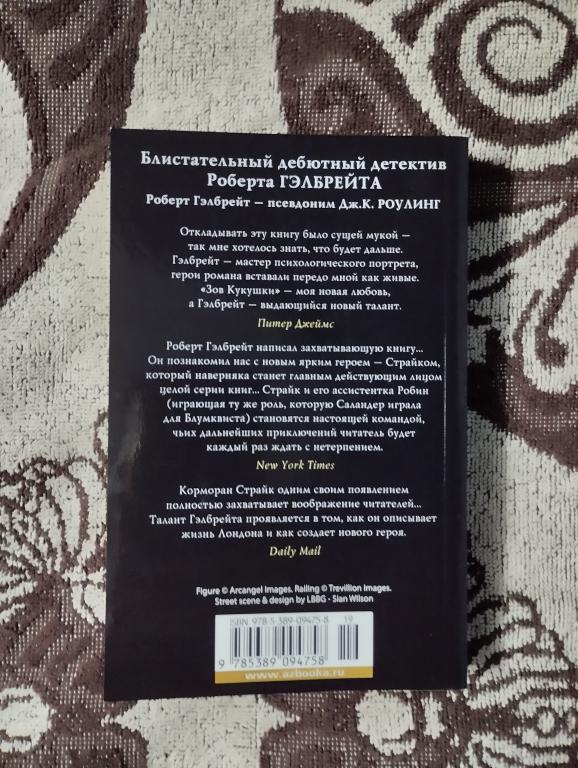 Блистательный дебютный детектив
Роберта ГЭЛБРЕЙТА
Роберт Гэлбрейт — псевдоним Дж.К. РОУЛИНГ
Откладывать эту книгу было сущей мукой —
так мне хотелось знать, что будет дальше.
Гэлбрейт — мастер психологического портрета,
герои романа вставали передо мной как живые.
«Зов Кукушки» — моя новая любовь,
а Гэлбрейт — выдающийся новый талант.
Питер Джеймс
Роберт Гэлбрейт написал захватывающую книгу...
Он познакомил нас с новым ярким героем — Страйком,
который наверняка станет главным действующим лицом
целой серии книг... Страйк и его ассистентка Робин
(играющая ту же роль, которую Саландер играла
для Блумквиста) становятся настоящей командой,
чьих дальнейших приключений читатель будет
каждый раз ждать с нетерпением.
New York Times
Корморан Страйк одним своим появлением
полностью захватывает воображение читателей...
Талант Гэлбрейта проявляется в том, как он описывает
жизнь Лондона и как создает нового героя.
Daily Mail
Figure © Arcangel Images. Railing © Trevillion Images.
Street scene & design by LBBG - Sian Wilson
ISBN 978-5-389-09475-8
19
9 785389 094758
www.azbooka.ru